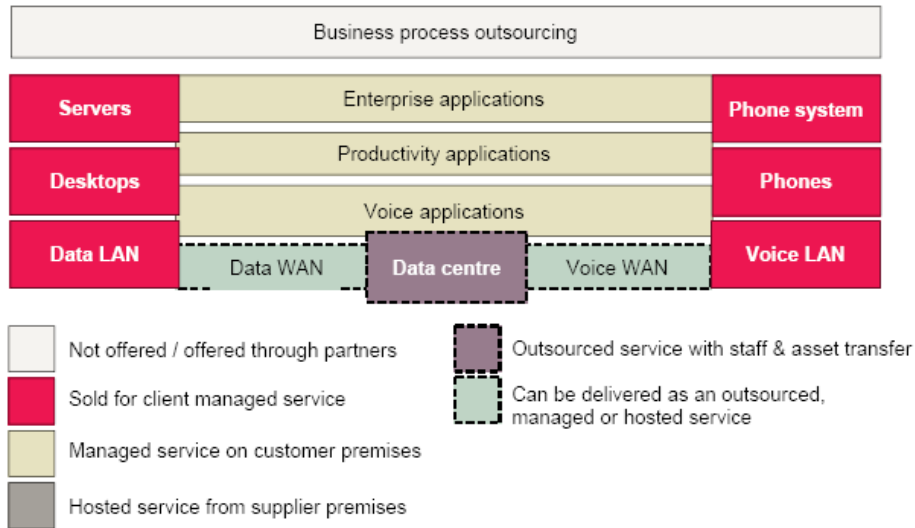 Business process outsourcing
Servers
Enterprise applications
Phone system
Productivity applications
Desktops
Phones
Voice applications
Data LAN
Data WAN
Data centre
Voice WAN
Voice LAN
Not offered / offered through partners
Sold for client managed service
Managed service on customer premises
Hosted service from supplier premises
Outsourced service with staff & asset transfer
Can be delivered as an outsourced,
managed or hosted service